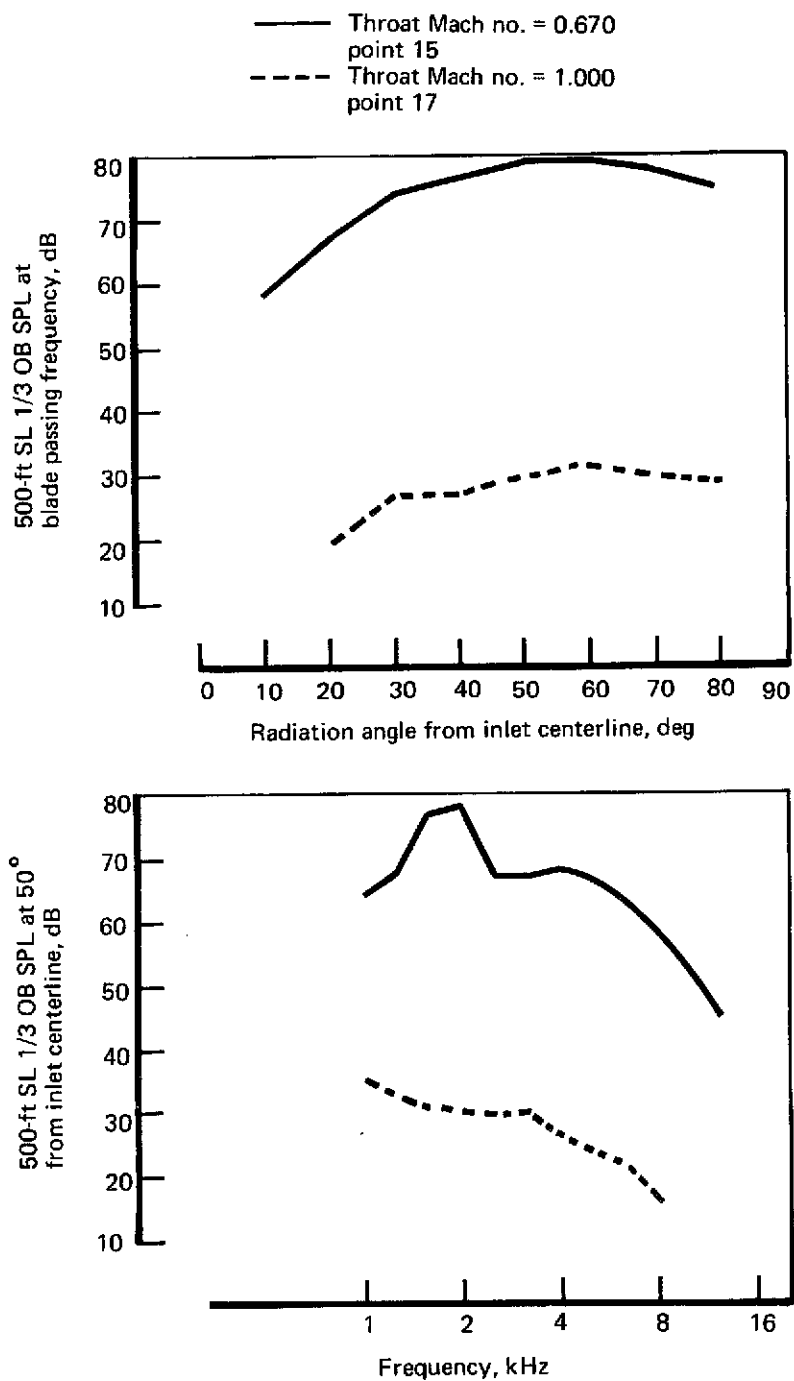 Throat Mach no. = 0.670
point 15
Throat Mach no. = 1.000
point 17
500-ft SL 1/3 OB SPL at
blade passing frequency, dB
80
70
60
50
40
30
20
10
0 10 20 30 40 50 60 70 80 90
Radiation angle from inlet centerline, deg
500-ft SL 1/3 OB SPL at 50°
from inlet centerline, dB
80
70
60
50
40
30
20
10
1 2 4 8 16
Frequency, kHz